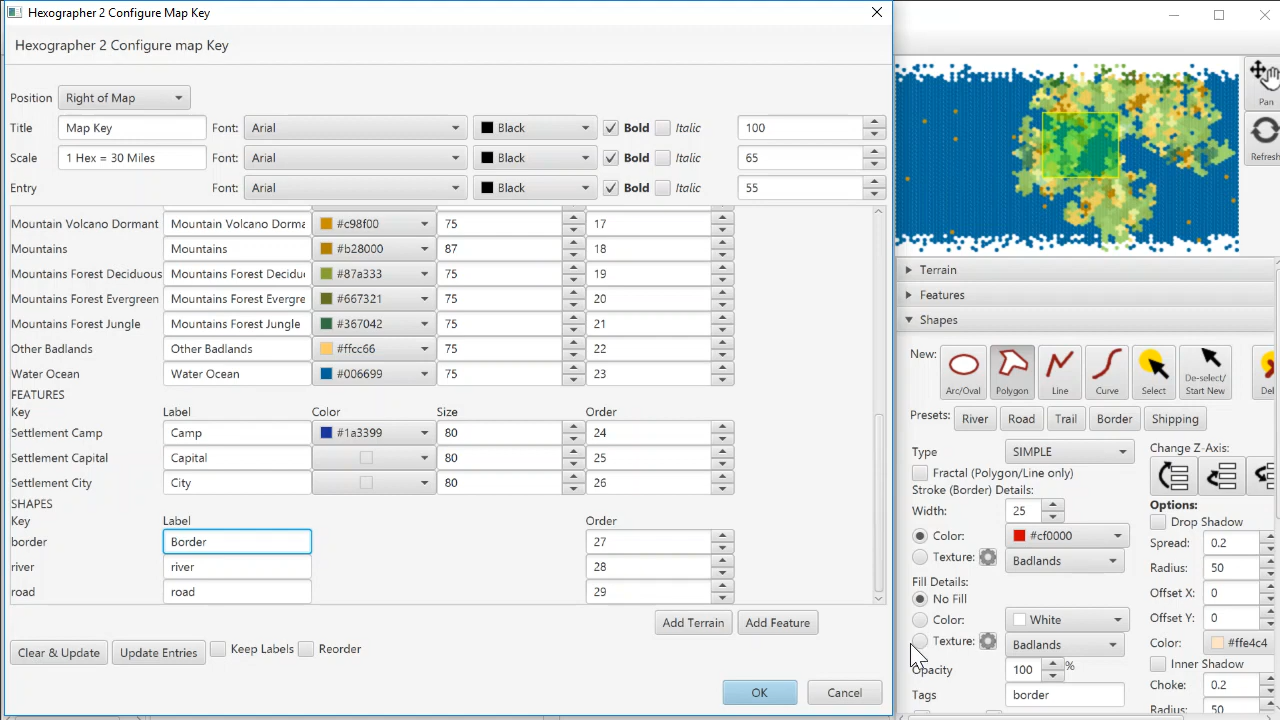 Hexographer 2 Configure Map Key
Hexographer 2 Configure map Key
Position Right of Map
Title Map Key Font: Arial Black Bold Italic 100
Scale 1 Hex = 30 Miles Font: Arial Black Bold Italic 65
Entry Font: Arial Black Bold Italic 55
Mountain Volcano Dormant Mountain Volcano Dorma #c98f00 75 17
Mountains Mountains #b28000 87 18
Mountains Forest Deciduous Mountains Forest Decidu #87a333 75 19
Mountains Forest Evergreen Mountains Forest Evergre #667321 75 20
Mountains Forest Jungle Mountains Forest Jungle #367042 75 21
Other Badlands Other Badlands #ffcc66 75 22
Water Ocean Water Ocean #006699 75 23
FEATURES
Key Label Color Size Order
Settlement Camp Camp #1a3399 80 24
Settlement Capital Capital 80 25
Settlement City City 80 26
SHAPES
Key Label Order
border Border 27
river river 28
road road 29
Add Terrain Add Feature
Clear & Update Update Entries Keep Labels Reorder
OK Cancel
Pan
Refresh
Terrain
Features
Shapes
New: Arc/Oval Polygon Line Curve Select De-select/ Start New Del
Presets: River Road Trail Border Shipping
Type SIMPLE Change Z-Axis:
Fractal (Polygon/Line only)
Stroke (Border) Details:
Options:
Width: 25 Drop Shadow
Color: #cf0000 Spread: 0.2
Texture: Badlands Radius: 50
Fill Details:
No Fill Offset X: 0
Color: White Offset Y: 0
Texture: Badlands Color: #ffe4c4
Opacity 100 % Inner Shadow
Tags border Choke: 0.2
Radius: 50